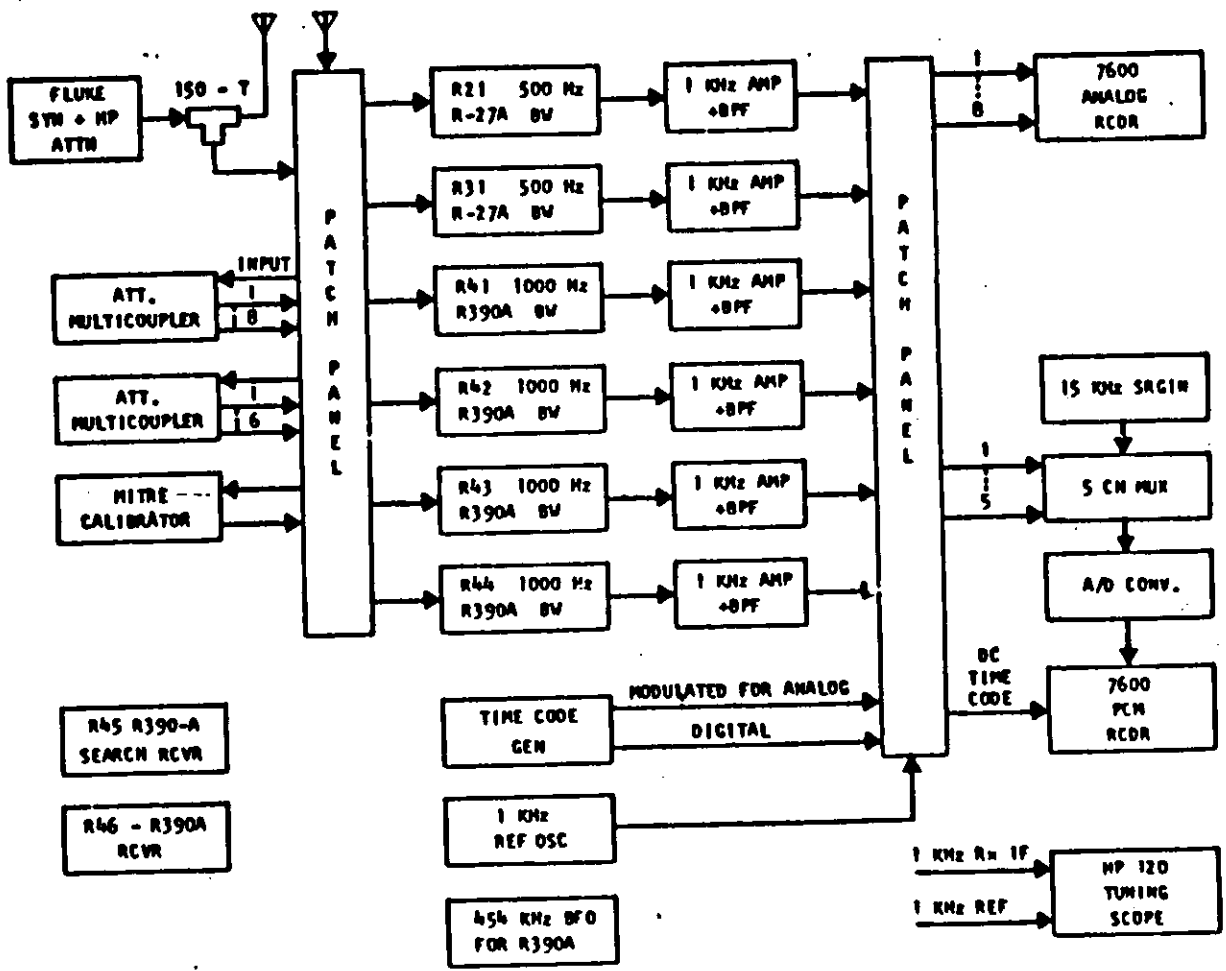 FLUKE
SYN + HP
ATTN
150 - T
PATCH PANEL
INPUT
ATT.
MULTICOUPLER
1
8
ATT.
MULTICOUPLER
1
6
MITRE
CALIBRATOR
R21 500 Hz
R-27A BW
R31 500 Hz
R-27A BW
R41 1000 Hz
R390A BW
R42 1000 Hz
R390A BW
R43 1000 Hz
R390A BW
R44 1000 Hz
R390A BW
1 KHz AMP
+BPF
1 KHz AMP
+BPF
1 KHz AMP
+BPF
1 KHz AMP
+BPF
1 KHz AMP
+BPF
1 KHz AMP
+BPF
PATCH PANEL
1
8
7600
ANALOG
RCDR
15 KHz
1
5
5 CH MUX
A/D CONV.
DC
TIME
CODE
7600
PCM
RCDR
TIME CODE
GEN
MODULATED FOR ANALOG
DIGITAL
1 KHz
REF OSC
454 KHz BFO
FOR R390A
R45 R390-A
SEARCH RCVR
R46 - R390A
RCVR
1 KHz Rx IF
1 KHz REF
HP 120
TUNING
SCOPE